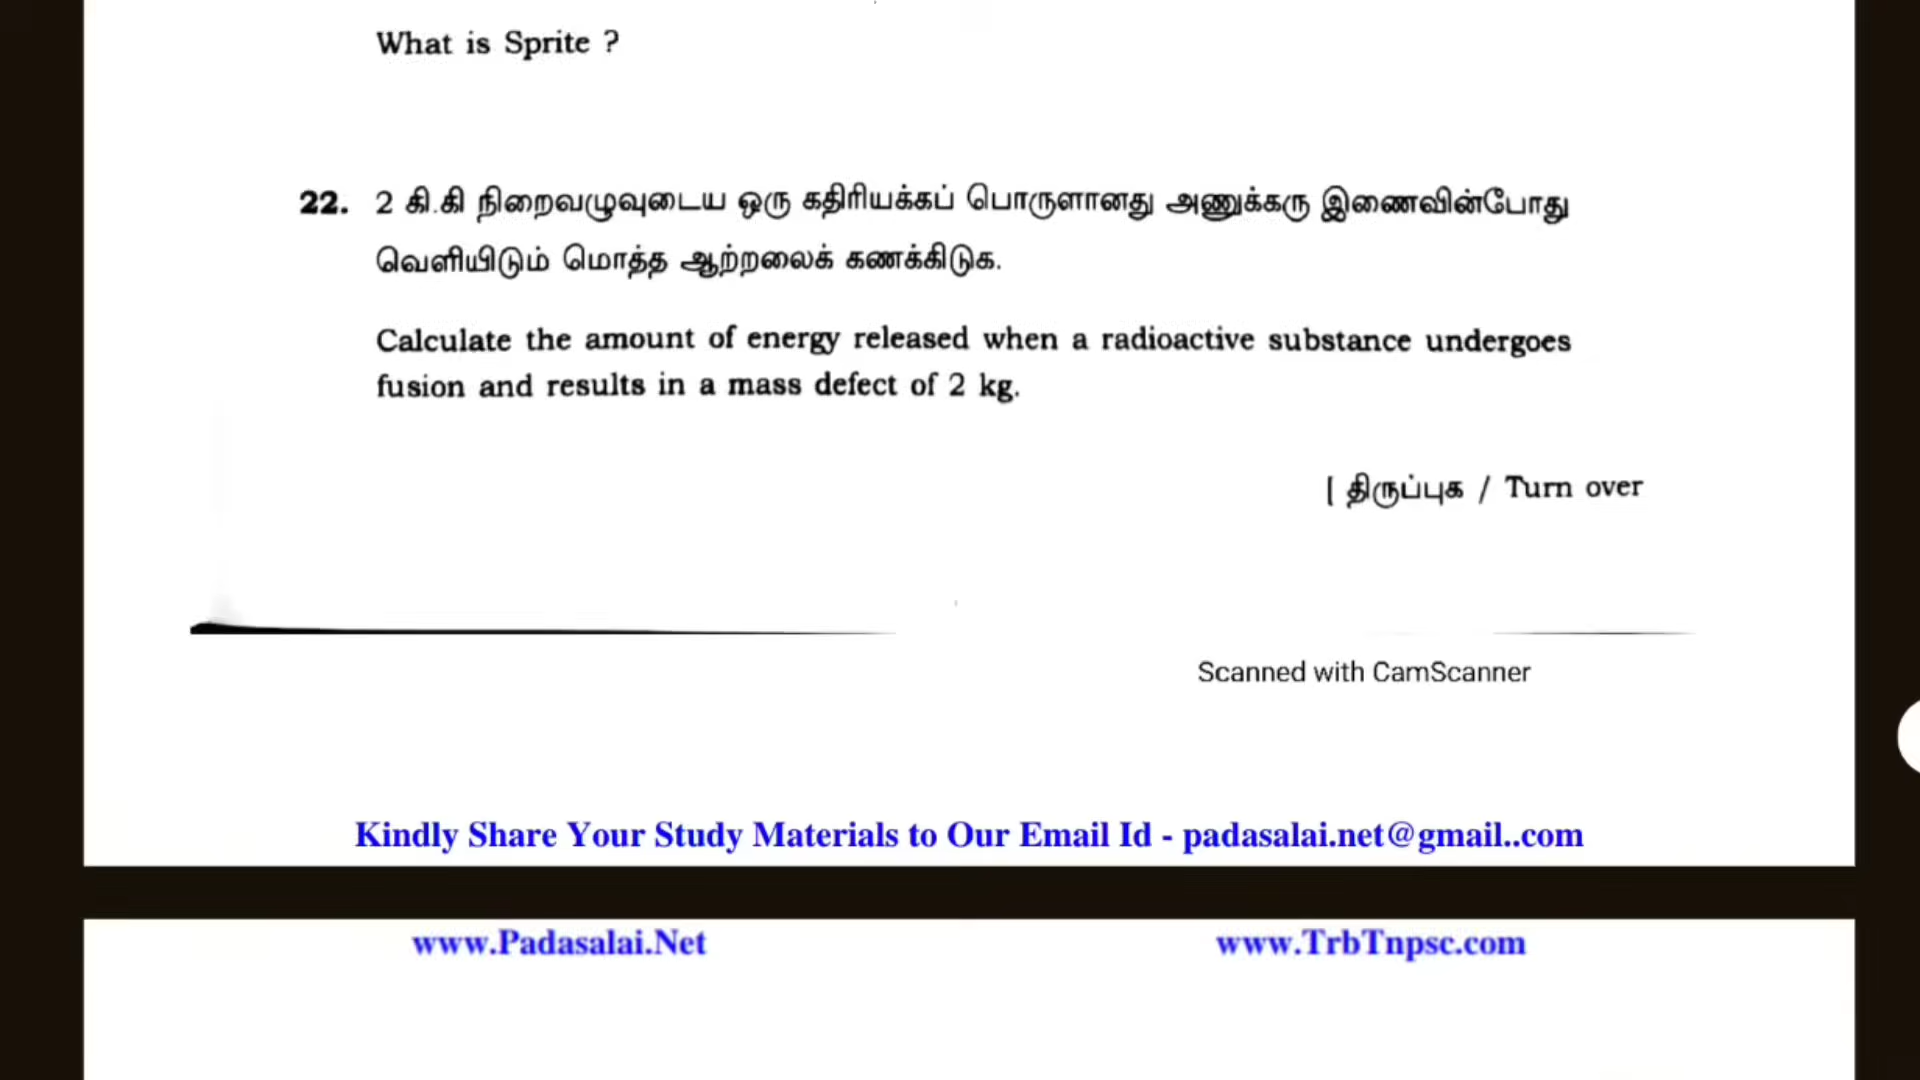 What is Sprite ?
22. 2 கி.கி நிறைவழுவுடைய ஒரு கதிரியக்கப் பொருளானது அணுக்கரு இணைவின்போது
வெளியிடும் மொத்த ஆற்றலைக் கணக்கிடுக.
Calculate the amount of energy released when a radioactive substance undergoes
fusion and results in a mass defect of 2 kg.
[ திருப்புக / Turn over
Scanned with CamScanner
Kindly Share Your Study Materials to Our Email Id - padasalai.net@gmail..com
www.Padasalai.Net www.TrbTnpsc.com